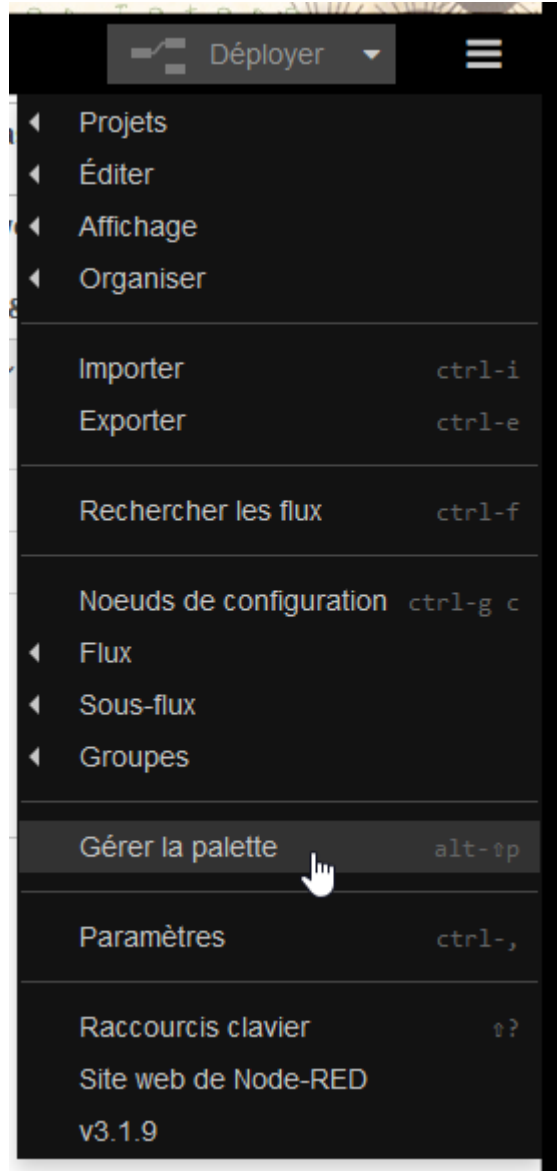 Déployer
Projets
Éditer
Affichage
Organiser
Importer ctrl-i
Exporter ctrl-e
Rechercher les flux ctrl-f
Noeuds de configuration ctrl-g c
Flux
Sous-flux
Groupes
Gérer la palette alt-⇧p
Paramètres ctrl-,
Raccourcis clavier ⇧?
Site web de Node-RED
v3.1.9